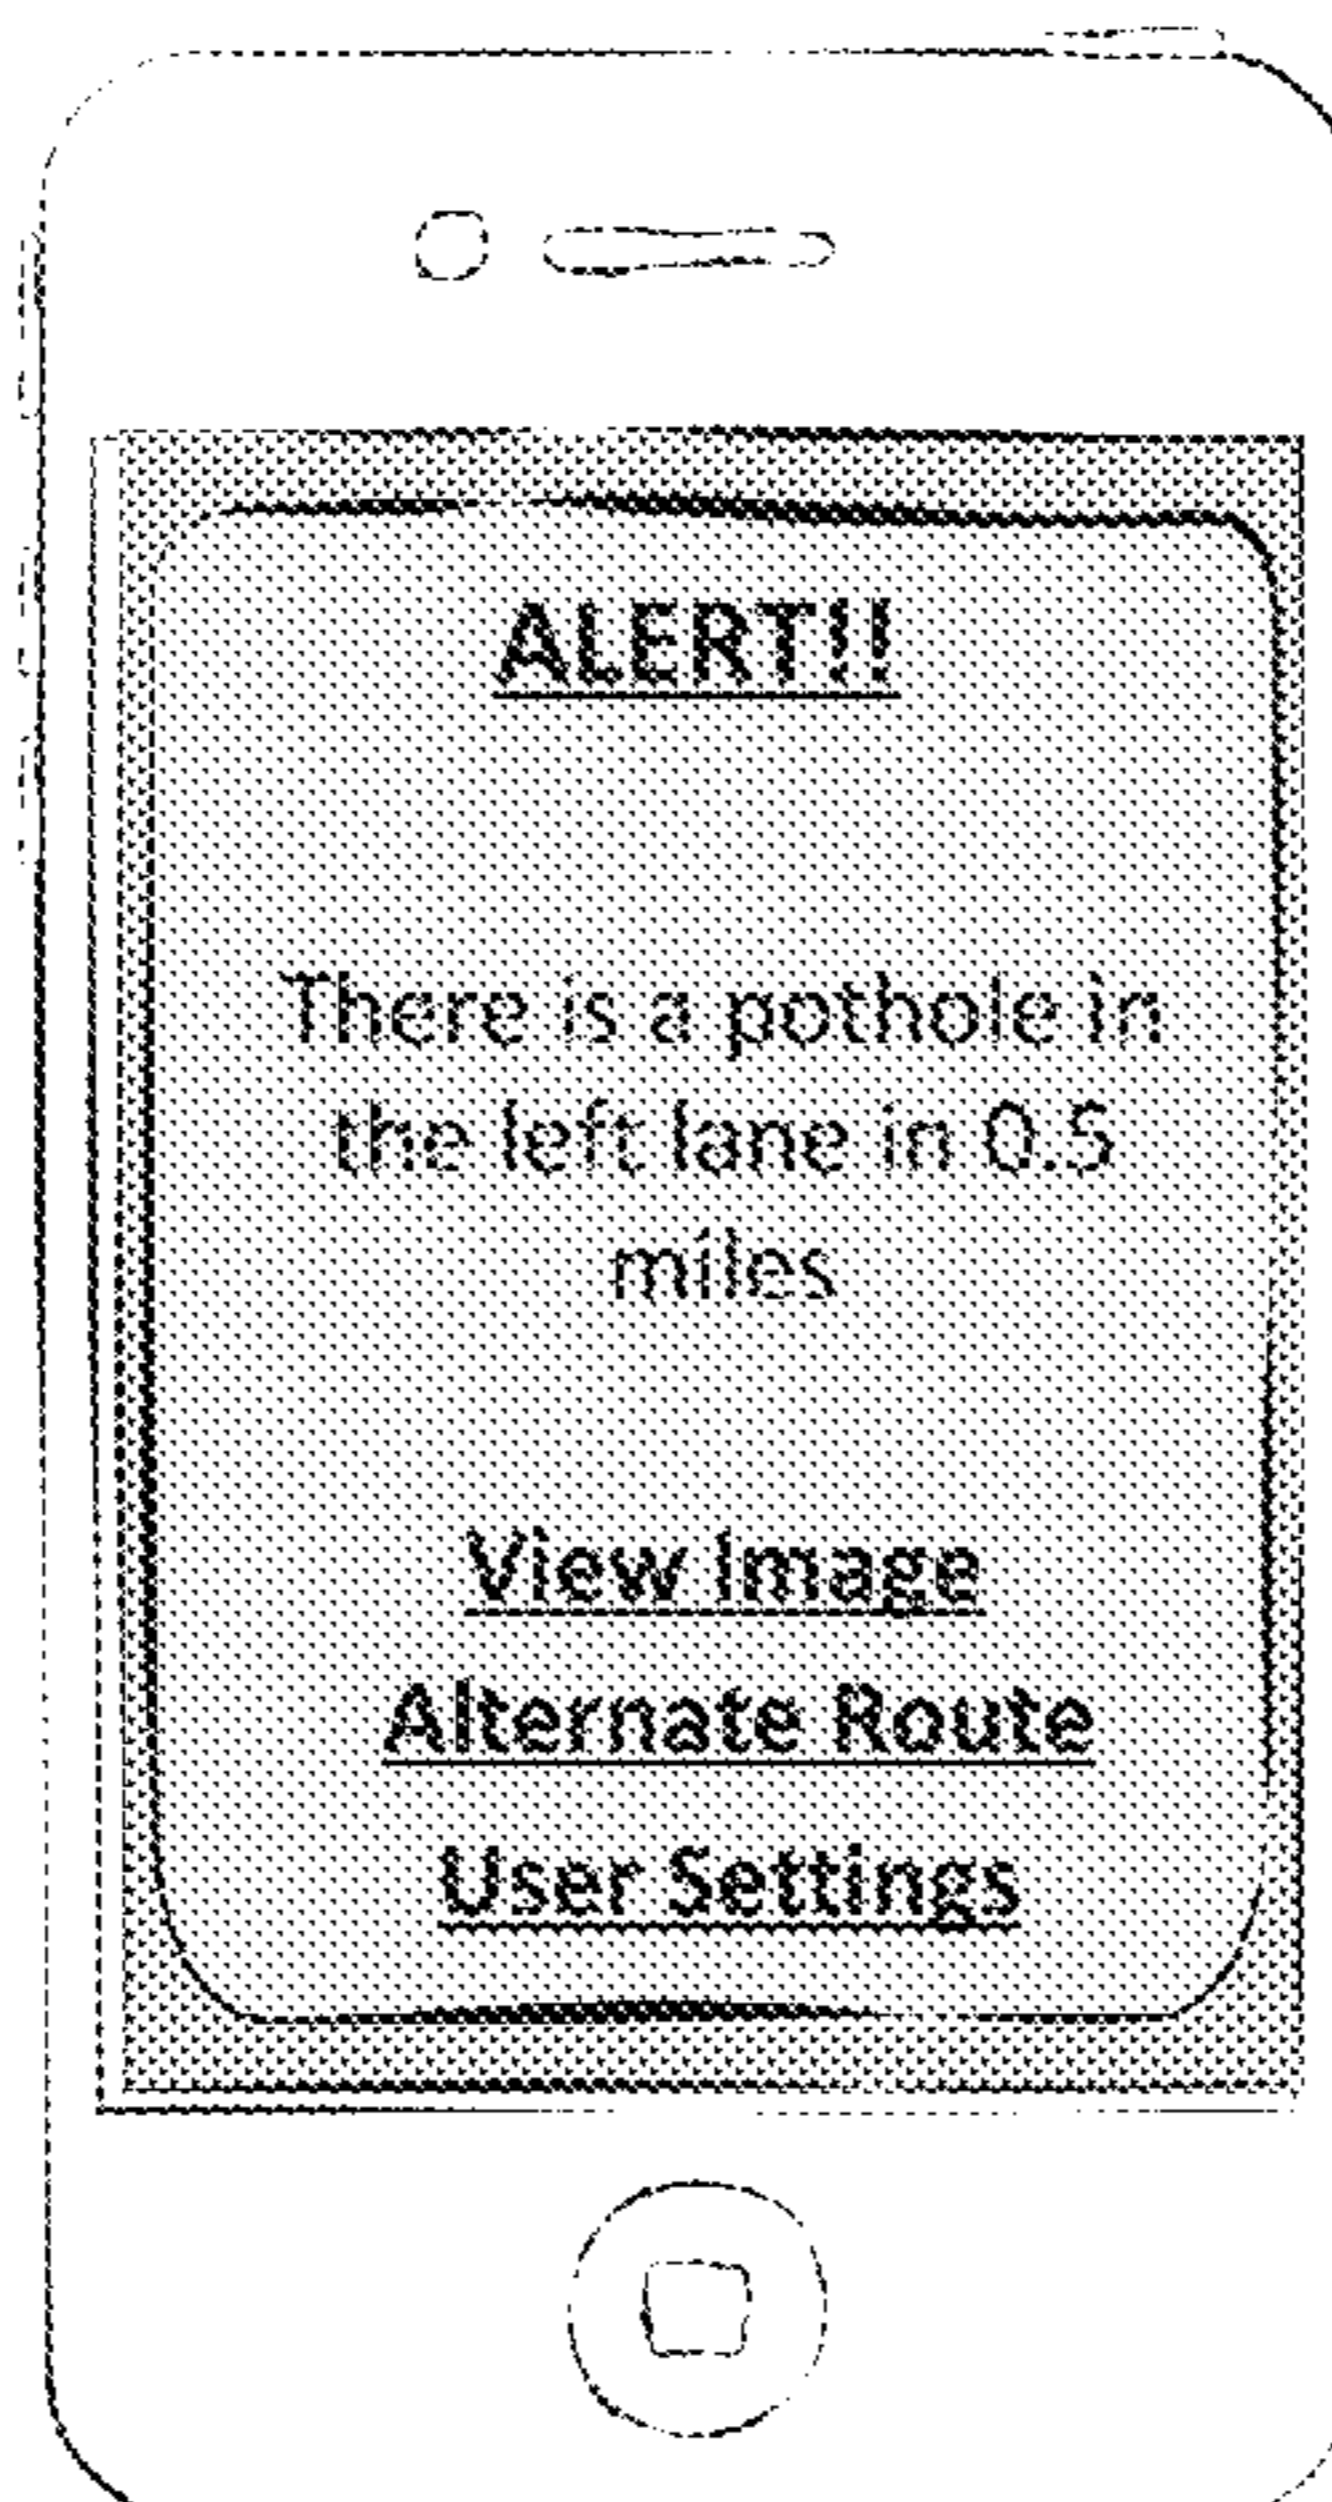 ALERT!!
There is a pothole in
the left lane in 0.5
miles
View Image
Alternate Route
User Settings